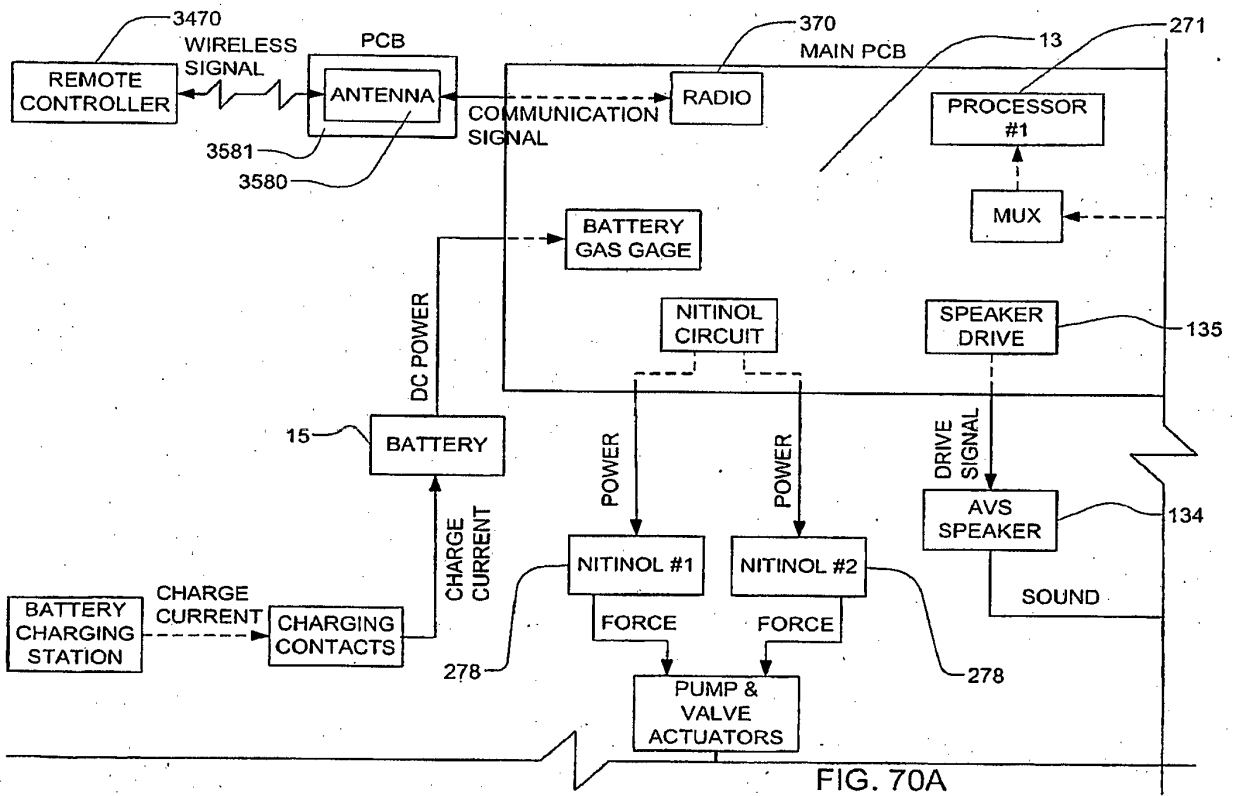 3470
370
271
WIRELESS
SIGNAL
PCB
MAIN PCB
13
REMOTE
CONTROLLER
ANTENNA
RADIO
PROCESSOR
#1
COMMUNICATION
SIGNAL
3581
3580
MUX
BATTERY
GAS GAGE
NITINOL
CIRCUIT
SPEAKER
DRIVE
135
DC POWER
15
BATTERY
POWER
POWER
DRIVE
SIGNAL
AVS
SPEAKER
134
CHARGE
CURRENT
NITINOL #1
NITINOL #2
CHARGE
CURRENT
BATTERY
CHARGING
STATION
CHARGING
CONTACTS
FORCE
FORCE
SOUND
278
278
PUMP &
VALVE
ACTUATORS
FIG. 70A